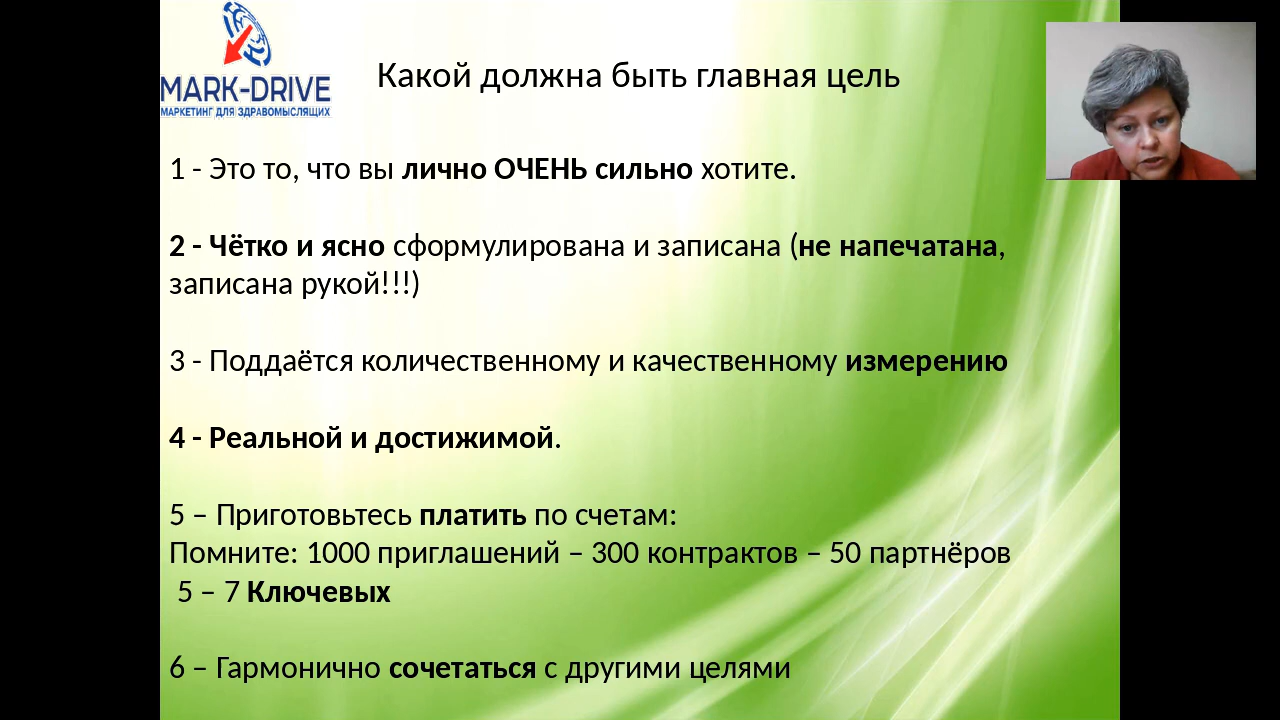 MARK-DRIVE
МАРКЕТИНГ ДЛЯ ЗДРАВОМЫСЛЯЩИХ
Какой должна быть главная цель
1 - Это то, что вы лично ОЧЕНЬ сильно хотите.
2 - Чётко и ясно сформулирована и записана (не напечатана,
записана рукой!!!)
3 - Поддаётся количественному и качественному измерению
4 - Реальной и достижимой.
5 – Приготовьтесь платить по счетам:
Помните: 1000 приглашений – 300 контрактов – 50 партнёров
5 – 7 Ключевых
6 – Гармонично сочетаться с другими целями